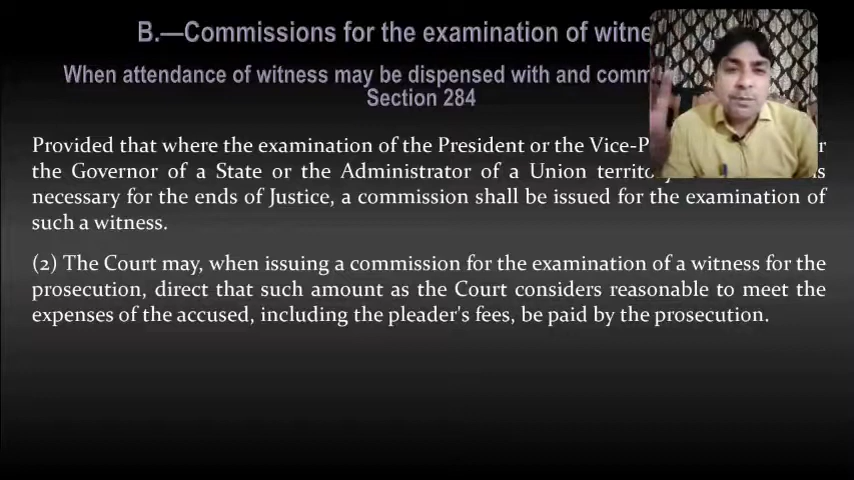 B.—Commissions for the examination of
When attendance of witness may be dispensed with and
Section 284
Provided that where the examination of the President or the
the Governor of a State or the Administrator of a Union
necessary for the ends of Justice, a commission shall be issued for the examination of
such a witness.
(2) The Court may, when issuing a commission for the examination of a witness for the
prosecution, direct that such amount as the Court considers reasonable to meet the
expenses of the accused, including the pleader's fees, be paid by the prosecution.